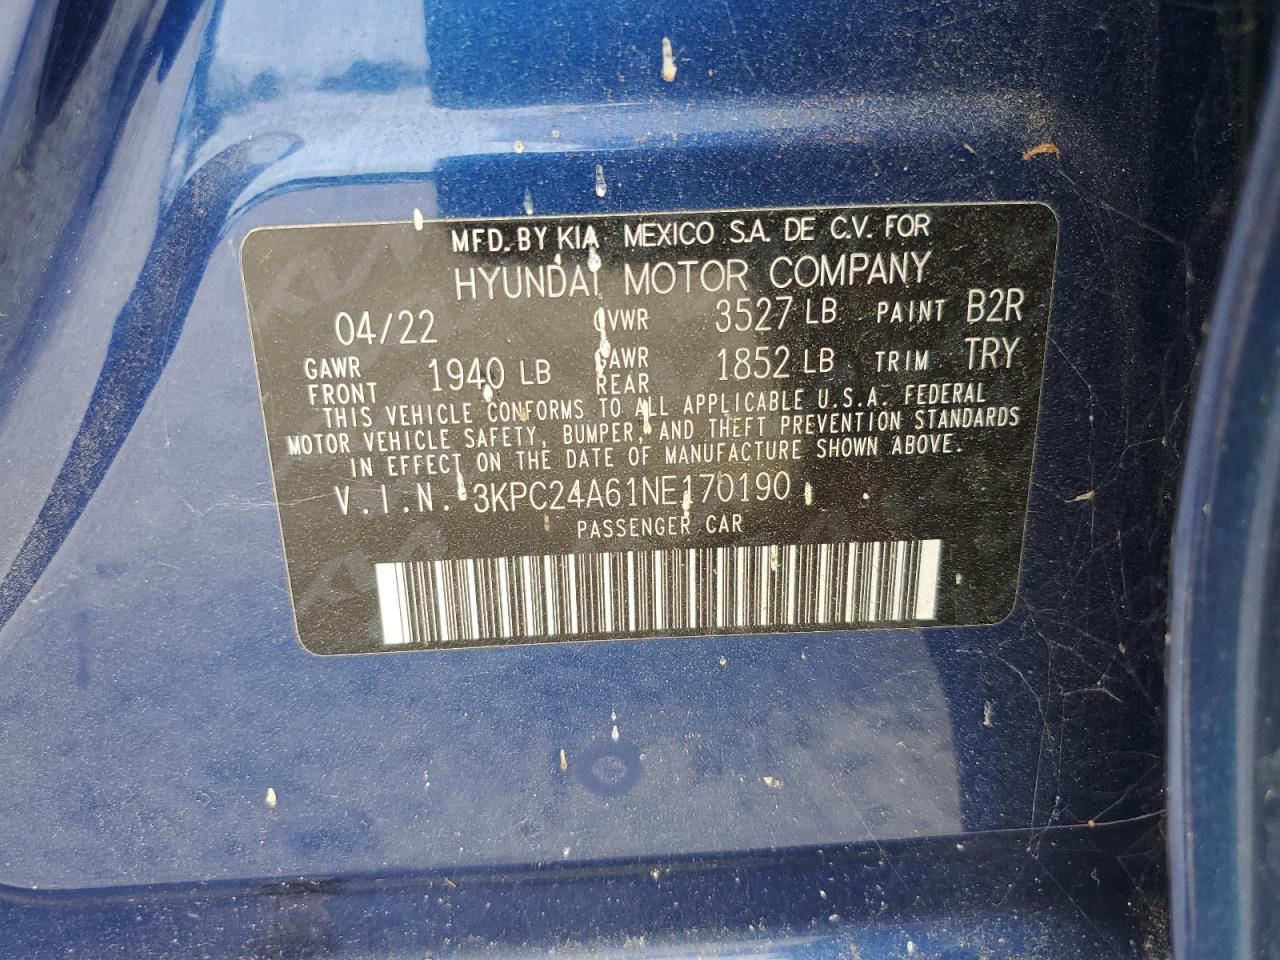 MFD. BY KIA MEXICO S.A. DE C.V. FOR
HYUNDAI MOTOR COMPANY
04/22 GVWR 3527 LB PAINT B2R
GAWR FRONT 1940 LB GAWR REAR 1852 LB TRIM TRY
THIS VEHICLE CONFORMS TO ALL APPLICABLE U.S.A. FEDERAL
MOTOR VEHICLE SAFETY, BUMPER, AND THEFT PREVENTION STANDARDS
IN EFFECT ON THE DATE OF MANUFACTURE SHOWN ABOVE.
V.I.N. 3KPC24A61NE170190
PASSENGER CAR